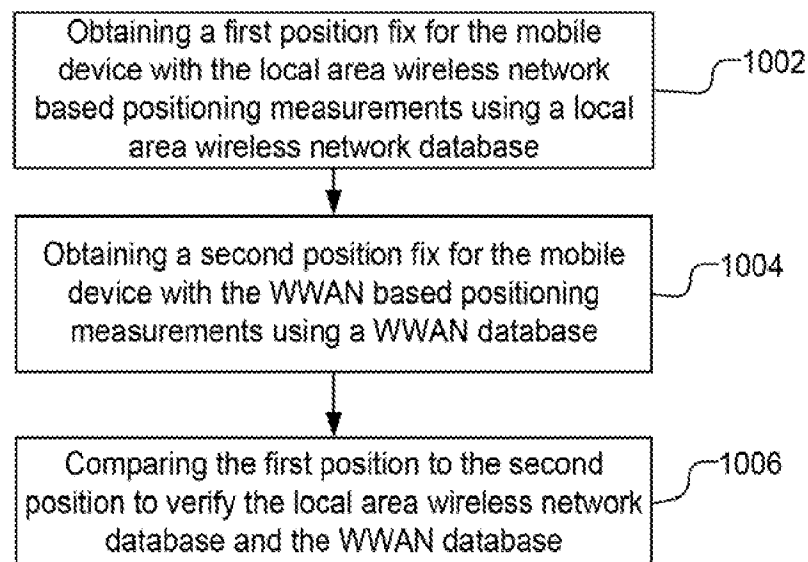 Obtaining a first position fix for the mobile
device with the local area wireless network
based positioning measurements using a local
area wireless network database
1002
Obtaining a second position fix for the mobile
device with the WWAN based positioning
measurements using a WWAN database
1004
Comparing the first position to the second
position to verify the local area wireless network
database and the WWAN database
1006